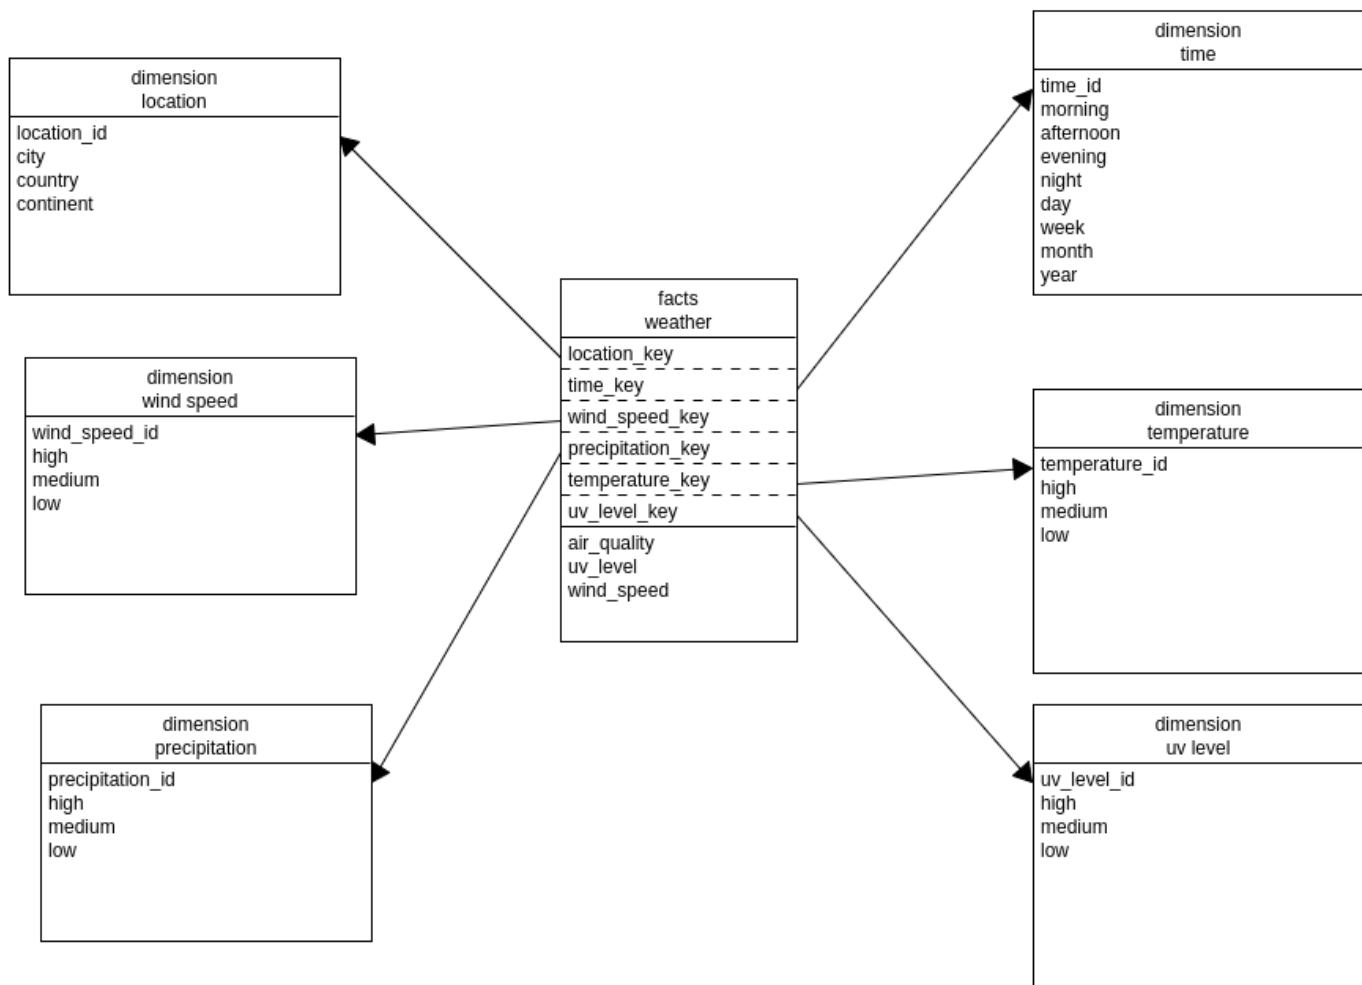 dimension
location
location_id
city
country
continent
dimension
wind speed
wind_speed_id
high
medium
low
dimension
precipitation
precipitation_id
high
medium
low
facts
weather
location_key
time_key
wind_speed_key
precipitation_key
temperature_key
uv_level_key
air_quality
uv_level
wind_speed
dimension
time
time_id
morning
afternoon
evening
night
day
week
month
year
dimension
temperature
temperature_id
high
medium
low
dimension
uv level
uv_level_id
high
medium
low